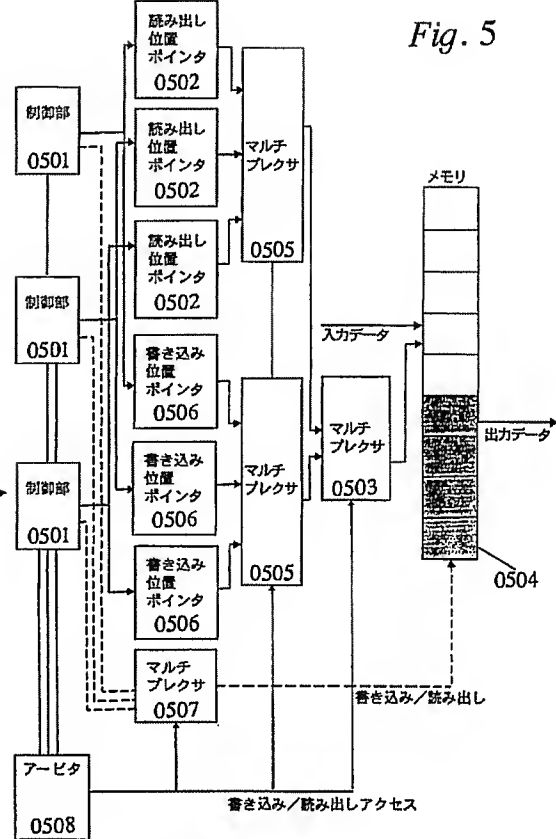 Fig. 5
読み出し
位置
ポインタ
0502
制御部
0501
読み出し
位置
ポインタ
0502
マルチ
プレクサ
0505
メモリ
読み出し
位置
ポインタ
0502
制御部
0501
入力データ
書き込み
位置
ポインタ
0506
マルチ
プレクサ
0503
出力データ
書き込み
位置
ポインタ
0506
マルチ
プレクサ
0505
制御部
0501
0504
書き込み
位置
ポインタ
0506
マルチ
プレクサ
0507
書き込み/読み出し
アービタ
0508
書き込み/読み出しアクセス